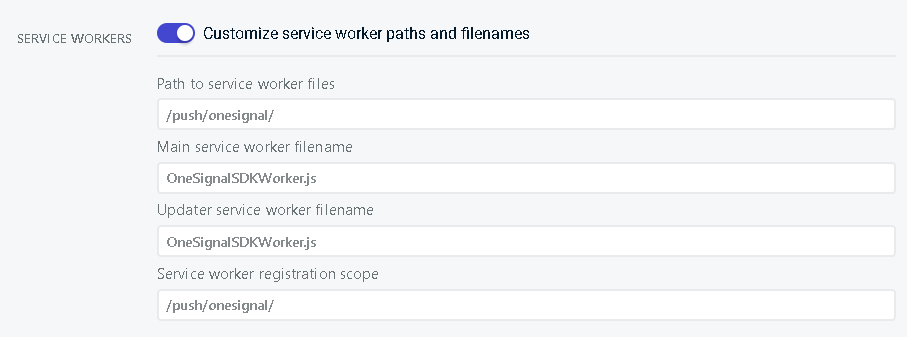 SERVICE WORKERS
Customize service worker paths and filenames
Path to service worker files
/push/onesignal/
Main service worker filename
OneSignalSDKWorker.js
Updater service worker filename
OneSignalSDKWorker.js
Service worker registration scope
/push/onesignal/